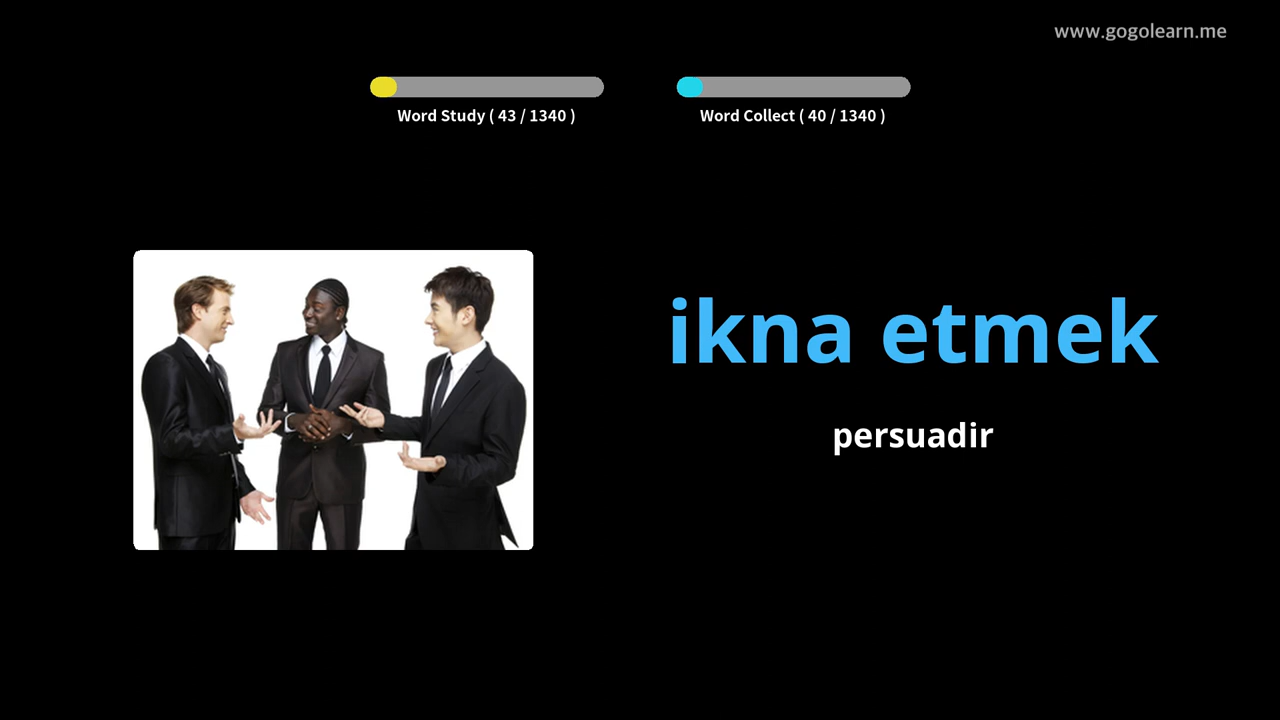 www.gogolearn.me
Word Study ( 43 / 1340 )
Word Collect ( 40 / 1340 )
ikna etmek
persuadir